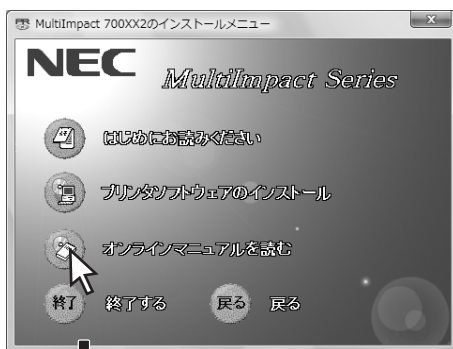 MultiImpact 700XX2のインストールメニュー
NEC
MultiImpact Series
はじめにお読みください
プリンタソフトウェアのインストール
オンラインマニュアルを読む
終了 終了する 戻る 戻る